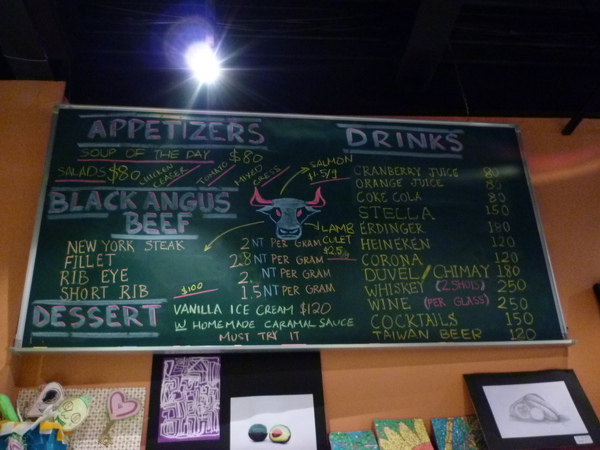 APPETIZERS
SOUP OF THE DAY $80
SALADS $80 CHICKEN CEASER TOMATO MIXED CRESS
BLACK ANGUS
BEEF
SALMON
LAMB
NEW YORK STEAK 2 NT PER GRAM
FILLET 2.8 NT PER GRAM
RIB EYE 2. NT PER GRAM
SHORT RIB 1.5 NT PER GRAM
$100
DESSERT
VANILLA ICE CREAM $120
W/ HOMEMADE CARAMAL SAUCE
MUST TRY IT
DRINKS
CRANBERRY JUICE 80
ORANGE JUICE 80
COKE COLA 80
STELLA 150
ERDINGER 180
HEINEKEN 120
CORONA 120
DUVEL / CHIMAY 180
WHISKEY (2 SHOTS) 250
WINE (PER GLASS) 250
COCKTAILS 150
TAIWAN BEER 120